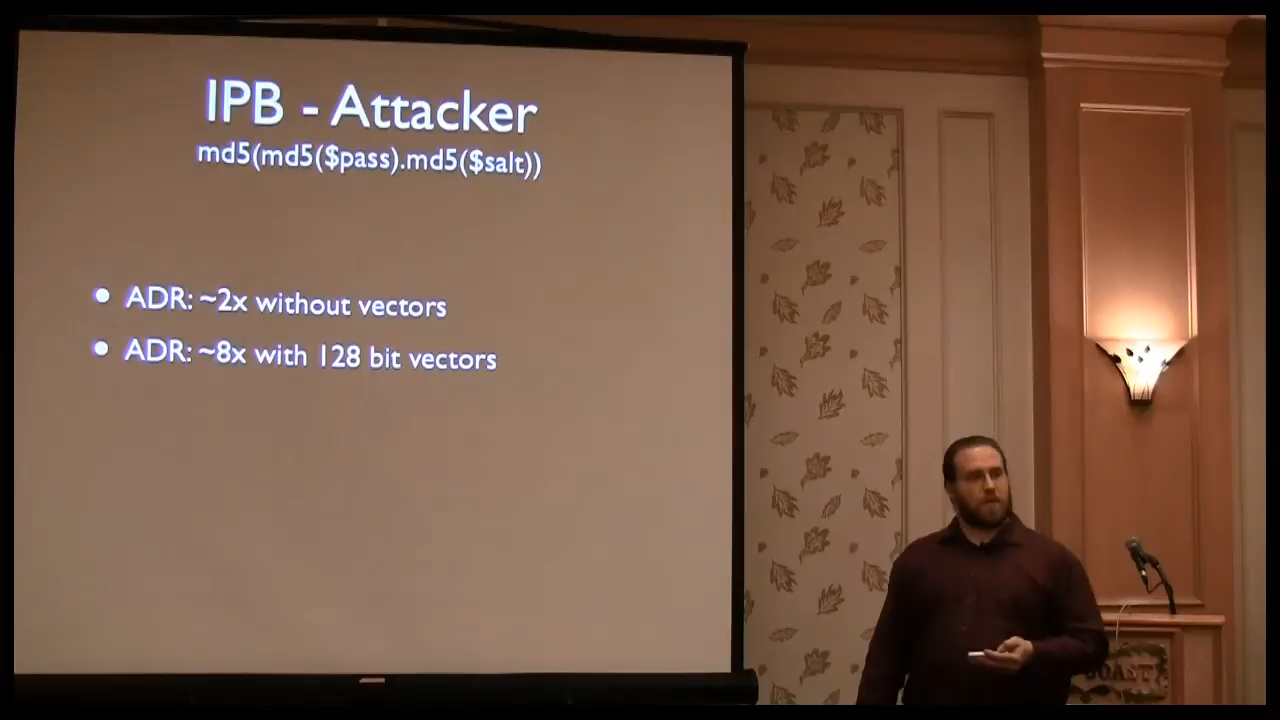 IPB - Attacker
md5(md5($pass).md5($salt))
• ADR: ~2x without vectors
• ADR: ~8x with 128 bit vectors